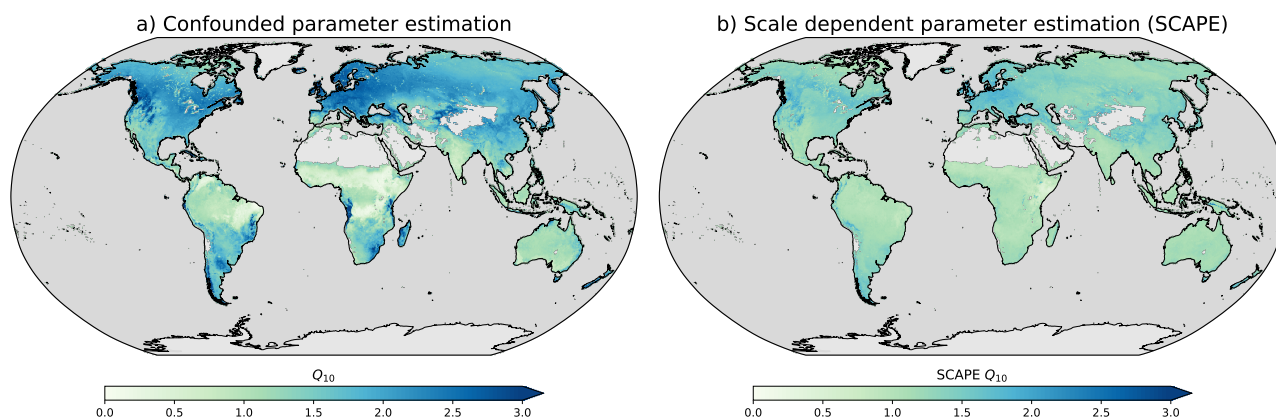 a) Confounded parameter estimation
b) Scale dependent parameter estimation (SCAPE)
Q10
0.0 0.5 1.0 1.5 2.0 2.5 3.0
SCAPE Q10
0.0 0.5 1.0 1.5 2.0 2.5 3.0